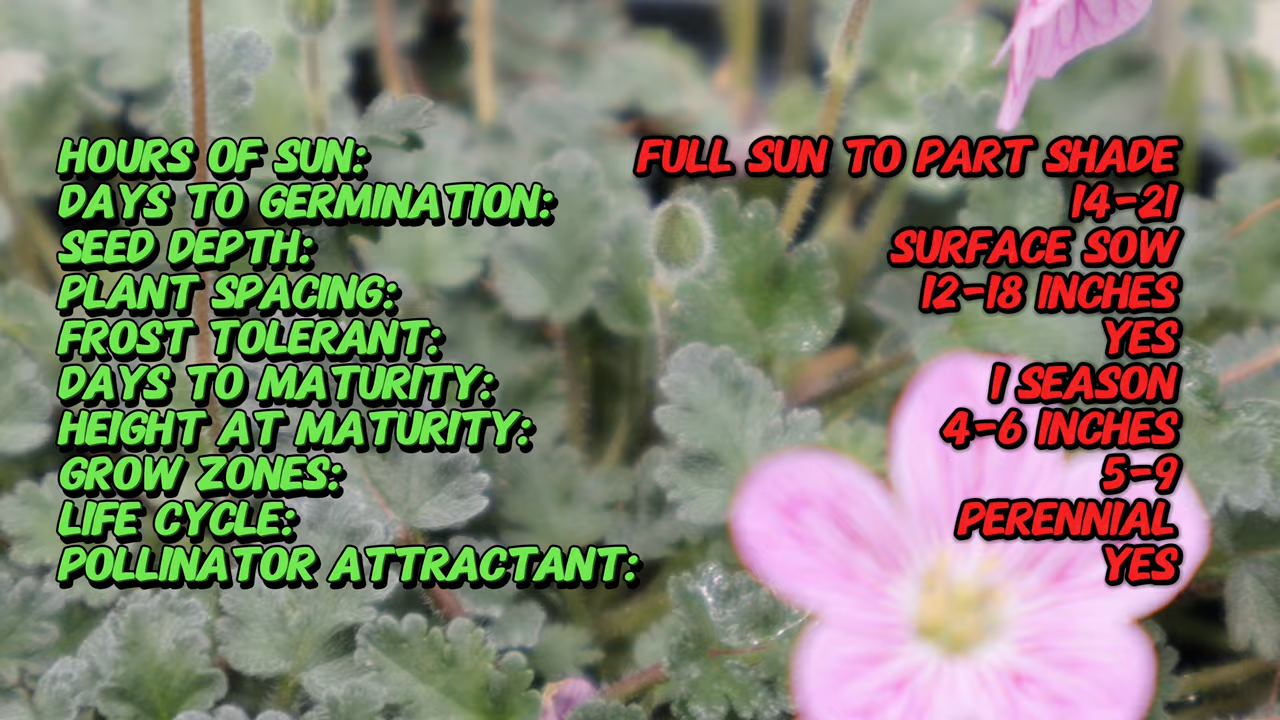 HOURS OF SUN: FULL SUN TO PART SHADE
DAYS TO GERMINATION: 14-21
SEED DEPTH: SURFACE SOW
PLANT SPACING: 12-18 INCHES
FROST TOLERANT: YES
DAYS TO MATURITY: 1 SEASON
HEIGHT AT MATURITY: 4-6 INCHES
GROW ZONES: 5-9
LIFE CYCLE: PERENNIAL
POLLINATOR ATTRACTANT: YES